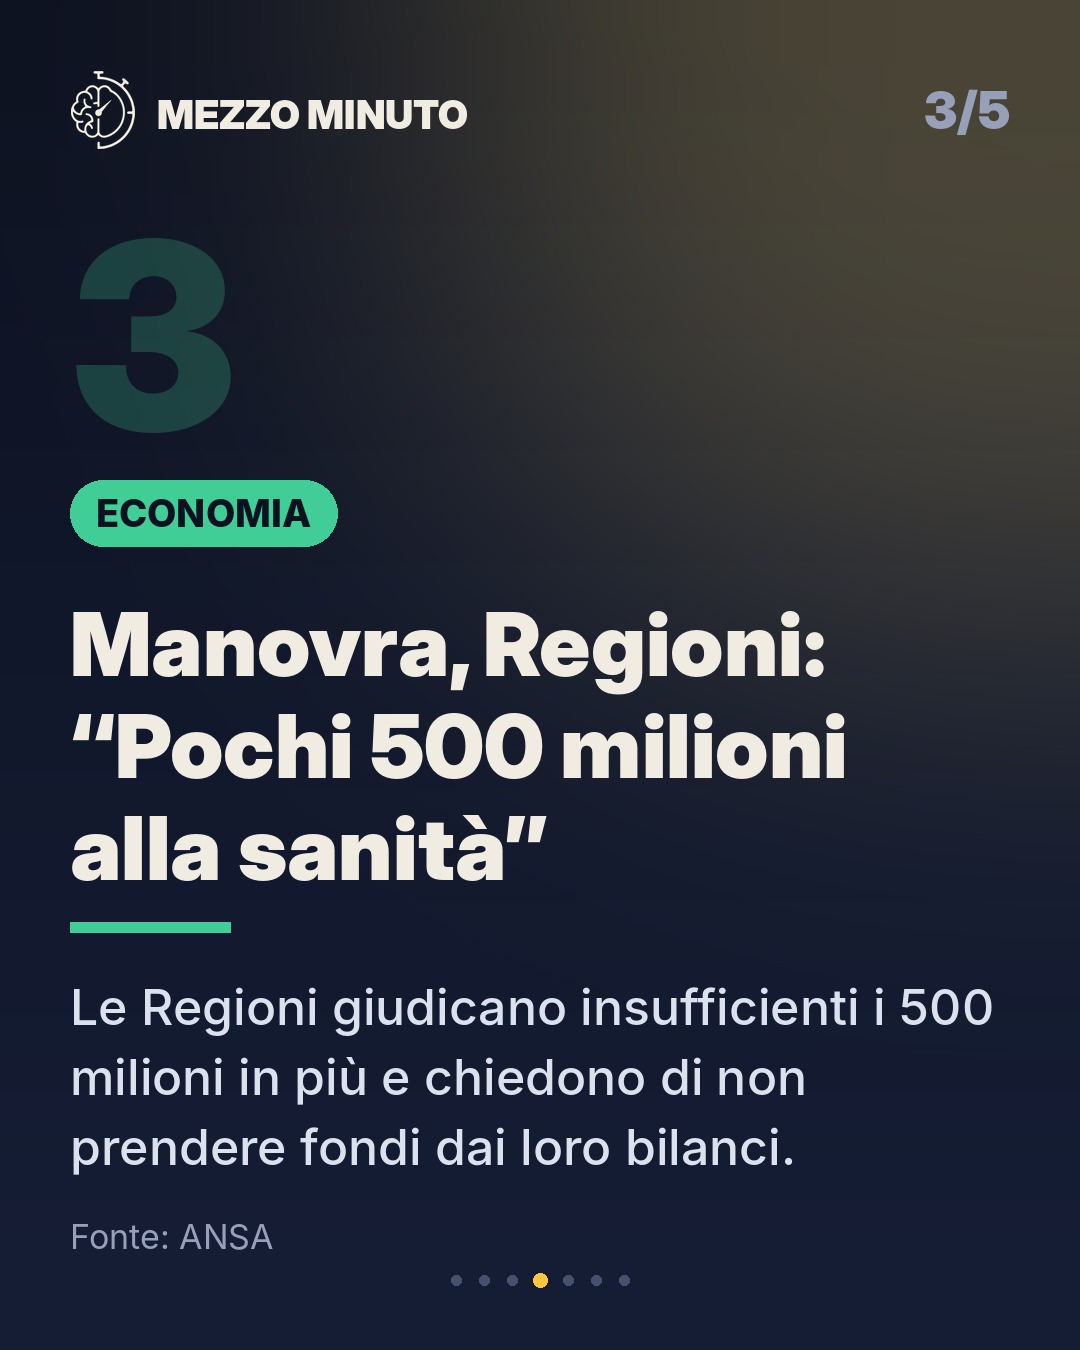 MEZZO MINUTO
3/5
3
ECONOMIA
Manovra, Regioni:
“Pochi 500 milioni
alla sanità”
Le Regioni giudicano insufficienti i 500
milioni in più e chiedono di non
prendere fondi dai loro bilanci.
Fonte: ANSA